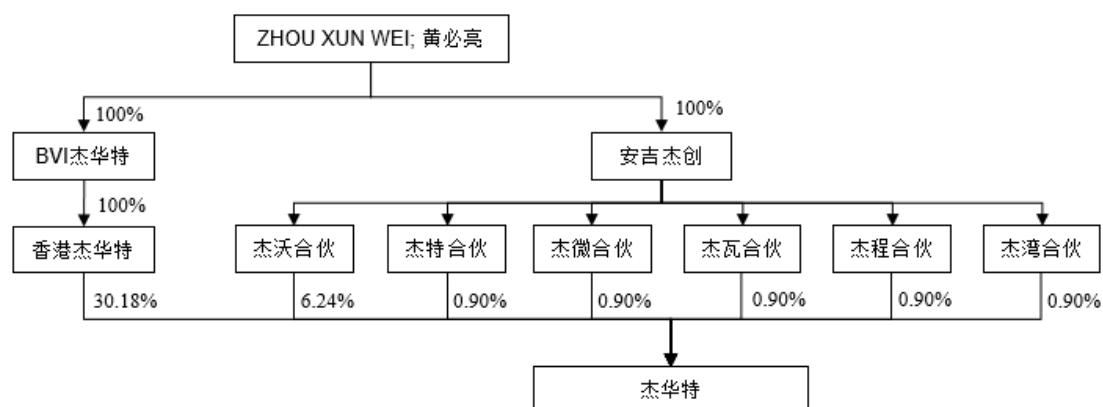 ZHOU XUN WEI; 黄必亮
100%
100%
BVI杰华特
安吉杰创
100%
香港杰华特
杰沃合伙
杰特合伙
杰微合伙
杰瓦合伙
杰程合伙
杰湾合伙
30.18%
6.24%
0.90%
0.90%
0.90%
0.90%
0.90%
杰华特